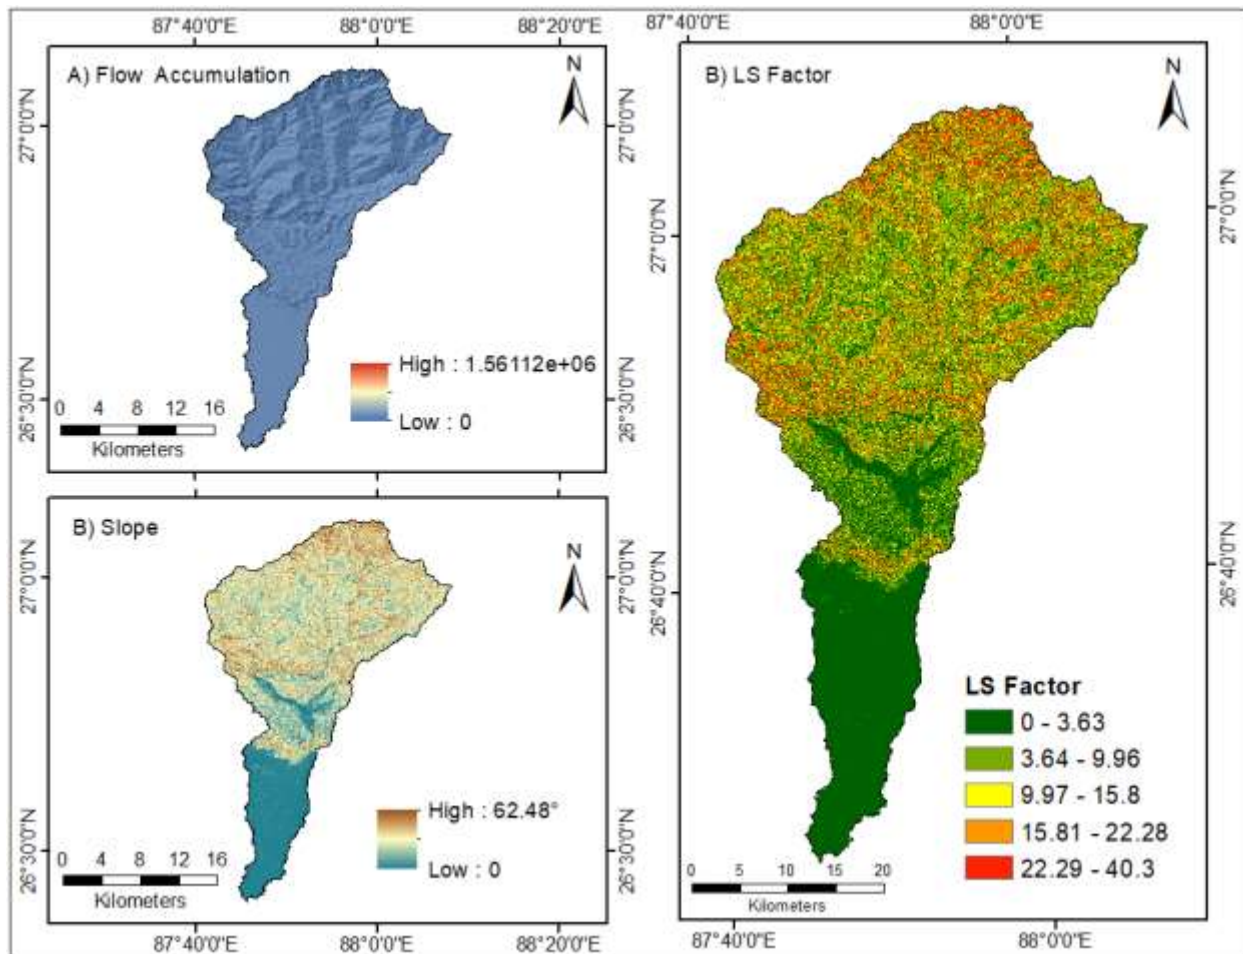 87°40'0"E 88°0'0"E 88°20'0"E
A) Flow Accumulation
N
27°0'0"N
27°0'0"N
26°30'0"N
26°30'0"N
High : 1.56112e+06
Low : 0
0 4 8 12 16
Kilometers
B) Slope
N
27°0'0"N
27°0'0"N
26°30'0"N
26°30'0"N
High : 62.48°
Low : 0
0 4 8 12 16
Kilometers
87°40'0"E 88°0'0"E 88°20'0"E
87°40'0"E 88°0'0"E
B) LS Factor
N
27°0'0"N
27°0'0"N
26°40'0"N
26°40'0"N
LS Factor
0 - 3.63
3.64 - 9.96
9.97 - 15.8
15.81 - 22.28
22.29 - 40.3
0 5 10 15 20
Kilometers
87°40'0"E 88°0'0"E